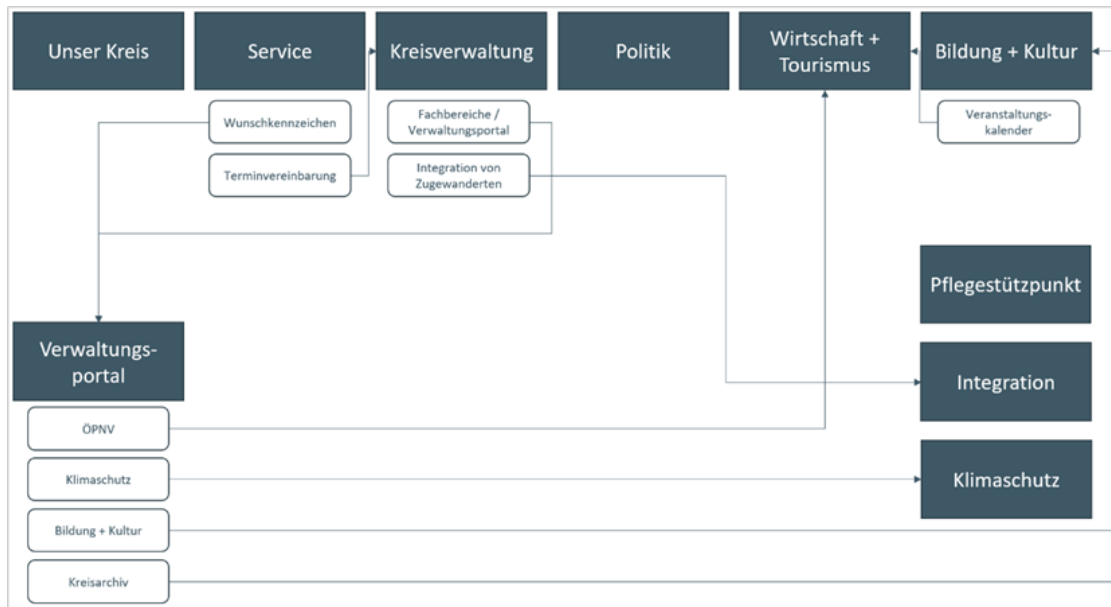 Unser Kreis
Service
Kreisverwaltung
Politik
Wirtschaft +
Tourismus
Bildung + Kultur
Wunschkennzeichen
Fachbereiche /
Verwaltungsportal
Veranstaltungs-
kalender
Terminvereinbarung
Integration von
Zugewanderten
Pflegestützpunkt
Verwaltungs-
portal
Integration
ÖPNV
Klimaschutz
Klimaschutz
Bildung + Kultur
Kreisarchiv